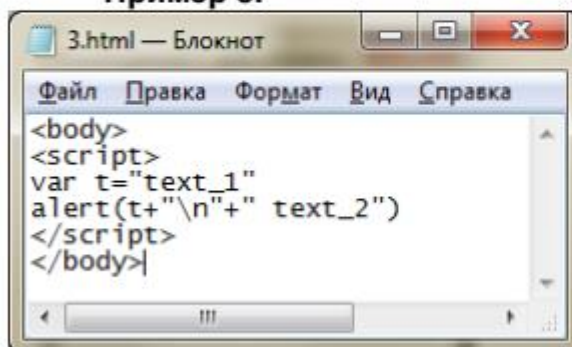 Пример 3.
3.html — Блокнот
Файл Правка Формат Вид Справка
<body>
<script>
var t="text_1"
alert(t+"\n"+" text_2")
</script>
</body>